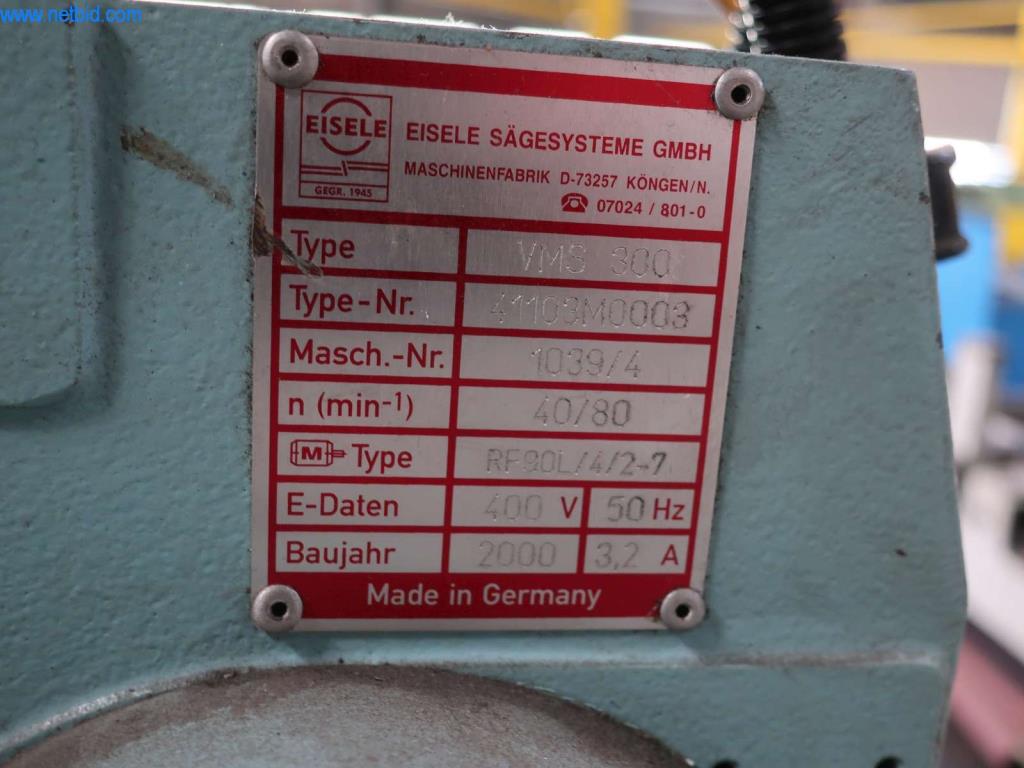 www.netbid.com
EISELE
GEGR. 1945
EISELE SÄGESYSTEME GMBH
MASCHINENFABRIK D-73257 KÖNGEN/N.
☎ 07024 / 801-0
Type VMS 300
Type-Nr. 41103M0003
Masch.-Nr. 1039/4
n (min-¹) 40/80
M Type RF90L/4/2-7
E-Daten 400 V 50 Hz
Baujahr 2000 3,2 A
Made in Germany